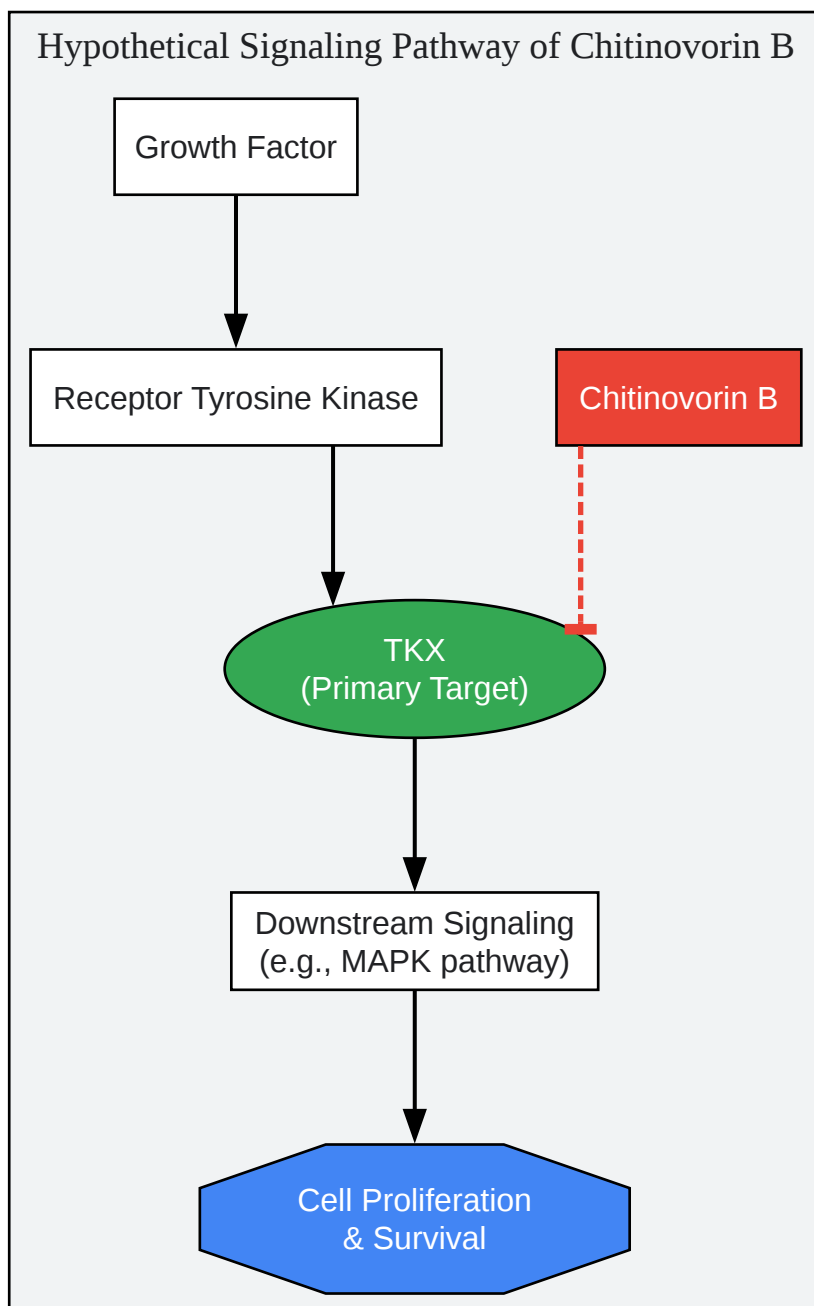 Hypothetical Signaling Pathway of Chitinovorin B
Growth Factor
Receptor Tyrosine Kinase
Chitinovorin B
TKX
(Primary Target)
Downstream Signaling
(e.g., MAPK pathway)
Cell Proliferation
& Survival